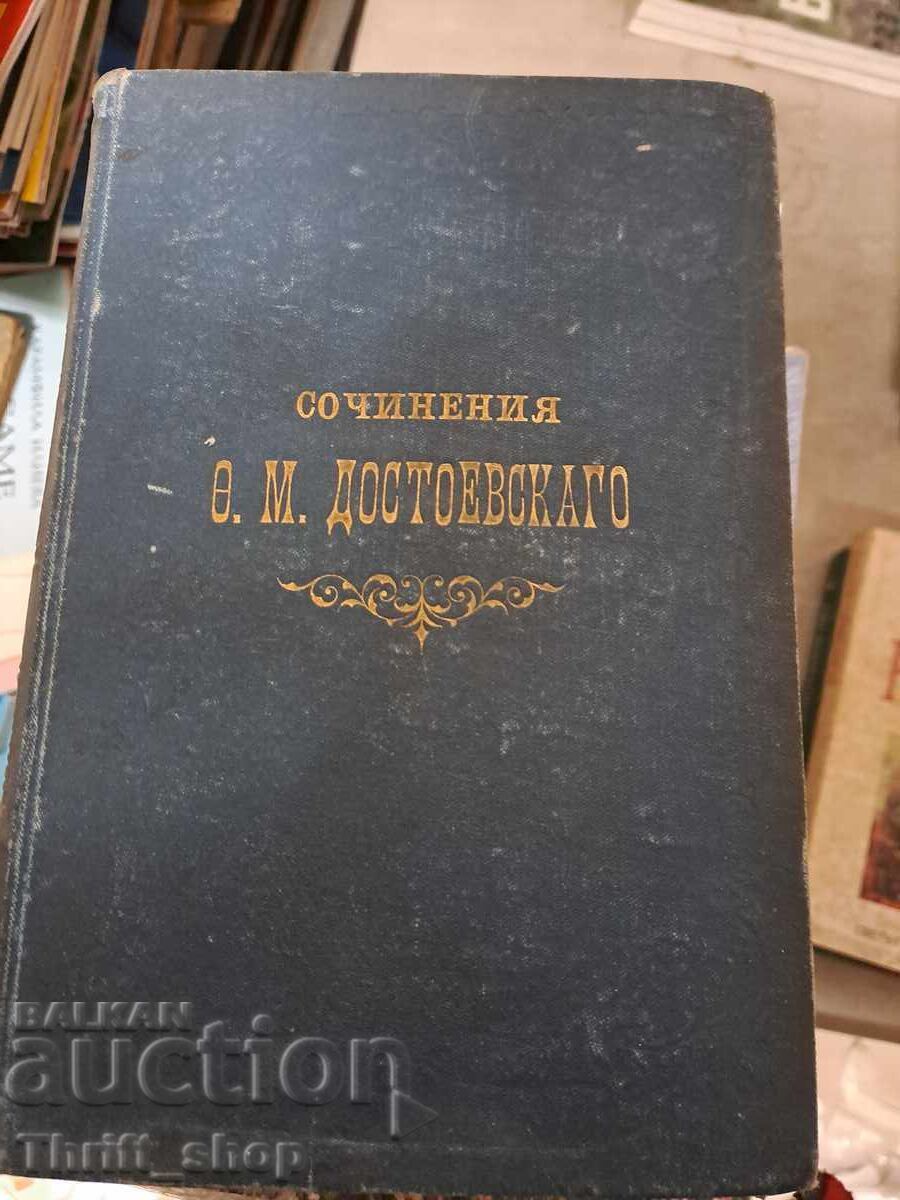 СОЧИНЕНИЯ
Ѳ. М. ДОСТОЕВСКАГО
BALKAN
auction
Thrift_shop